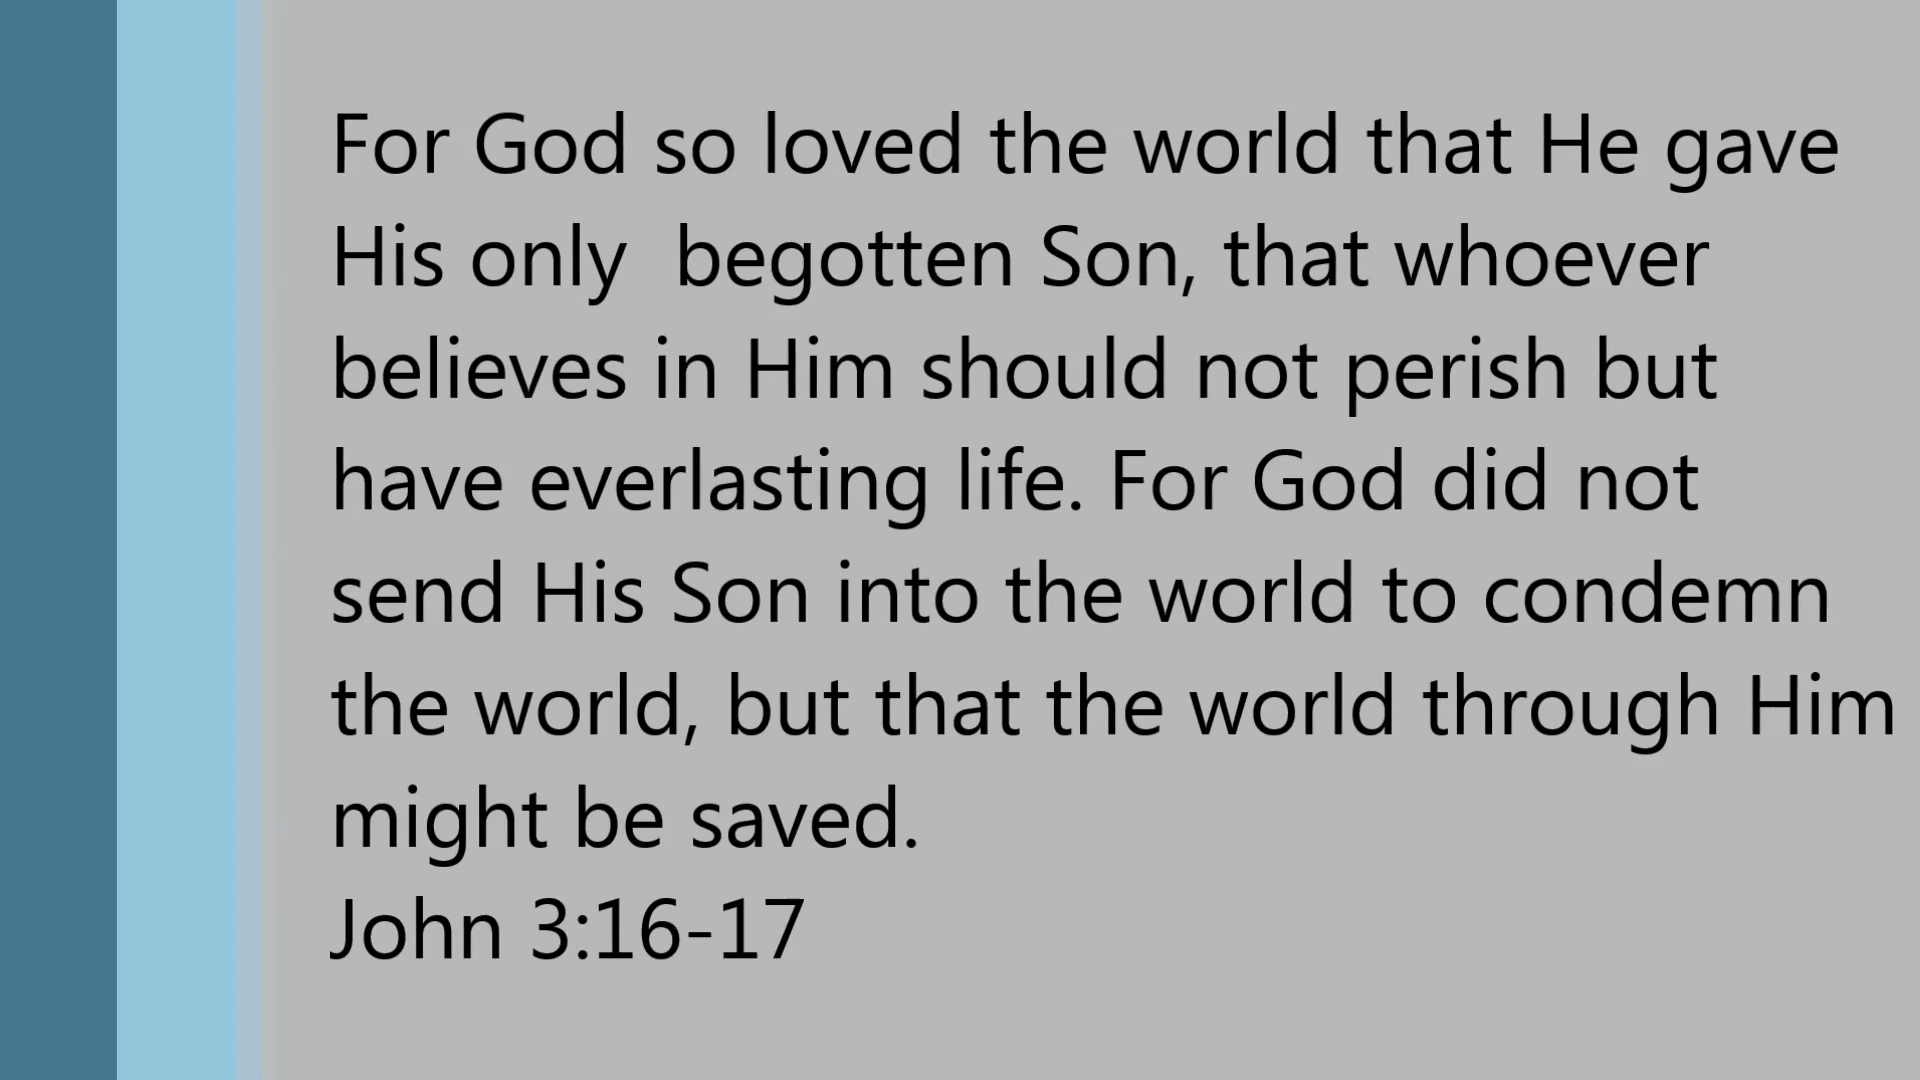 For God so loved the world that He gave
His only  begotten Son, that whoever
believes in Him should not perish but
have everlasting life. For God did not
send His Son into the world to condemn
the world, but that the world through Him
might be saved.
John 3:16-17